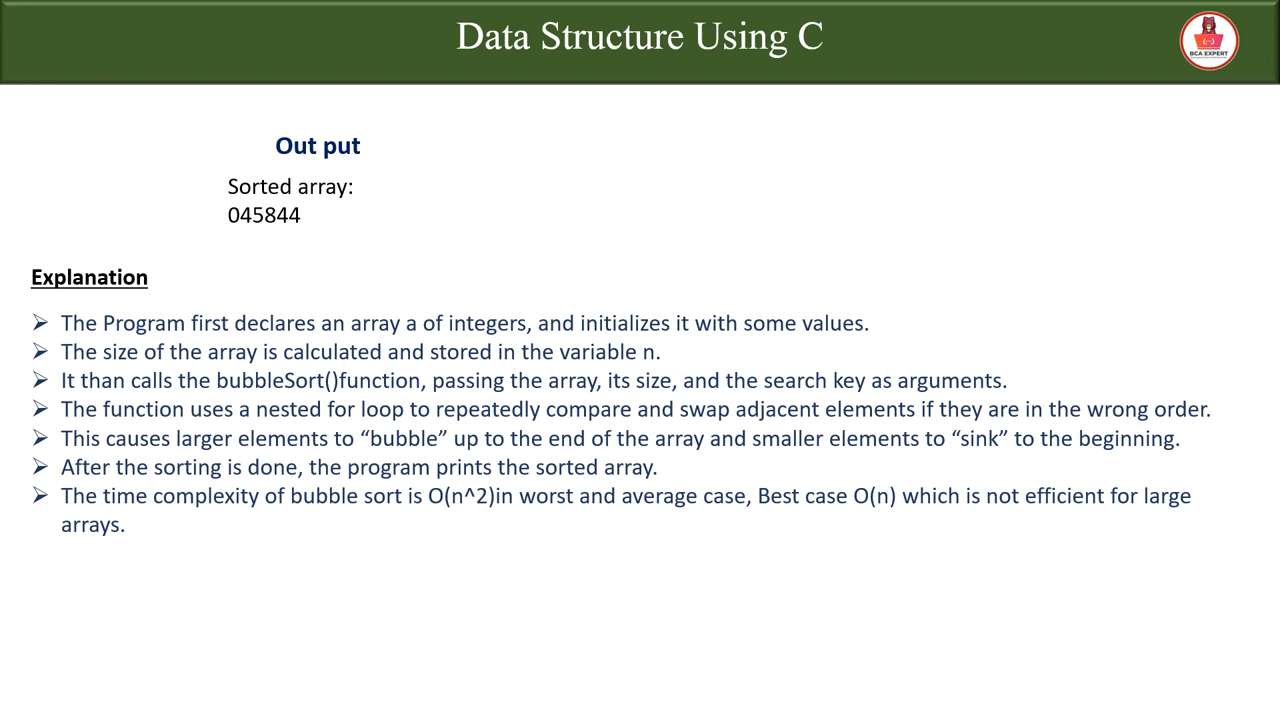 Data Structure Using C
BCA EXPERT
Out put
Sorted array:
045844
Explanation
➢ The Program first declares an array a of integers, and initializes it with some values.
➢ The size of the array is calculated and stored in the variable n.
➢ It than calls the bubbleSort()function, passing the array, its size, and the search key as arguments.
➢ The function uses a nested for loop to repeatedly compare and swap adjacent elements if they are in the wrong order.
➢ This causes larger elements to “bubble” up to the end of the array and smaller elements to “sink” to the beginning.
➢ After the sorting is done, the program prints the sorted array.
➢ The time complexity of bubble sort is O(n^2)in worst and average case, Best case O(n) which is not efficient for large
arrays.